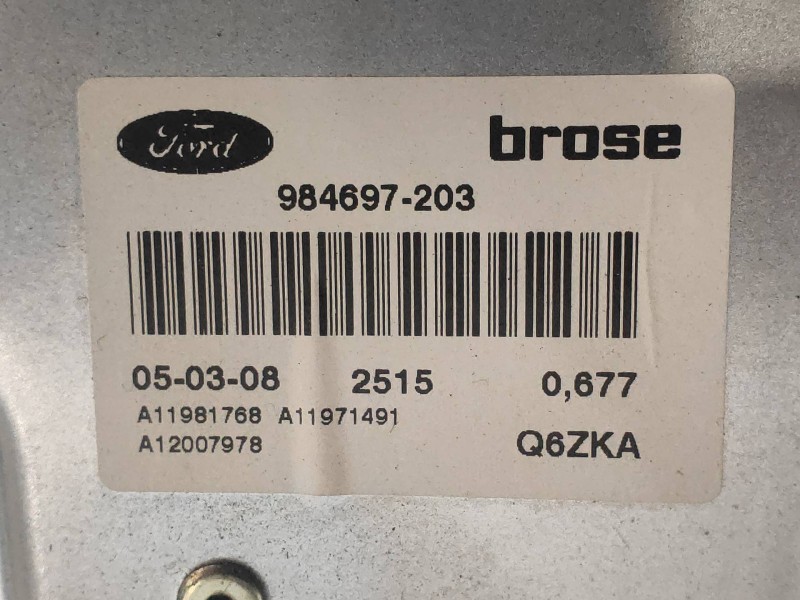 Ford brose
984697-203
05-03-08 2515 0,677
A11981768 A11971491
A12007978 Q6ZKA